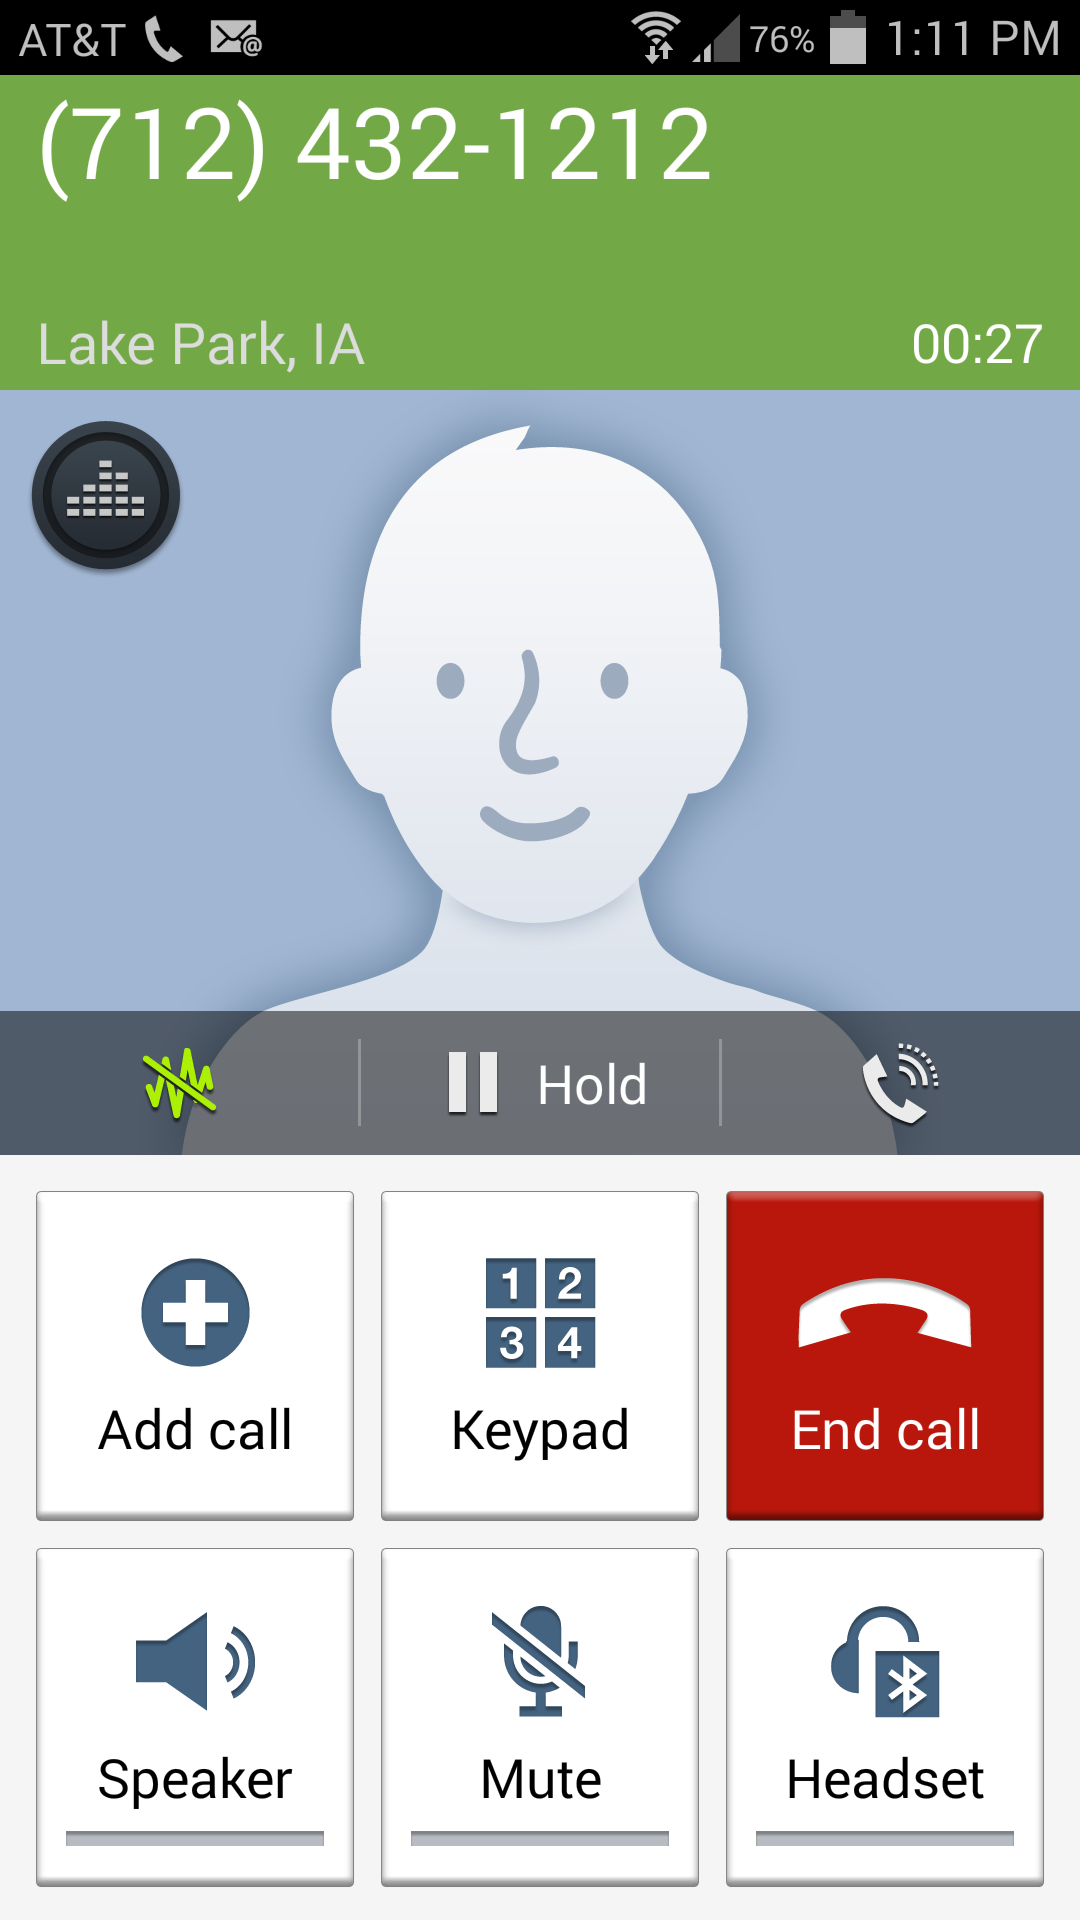 AT&T 76% 1:11 PM
(712) 432-1212
Lake Park, IA 00:27
Hold
1 2
3 4
Add call Keypad End call
Speaker Mute Headset